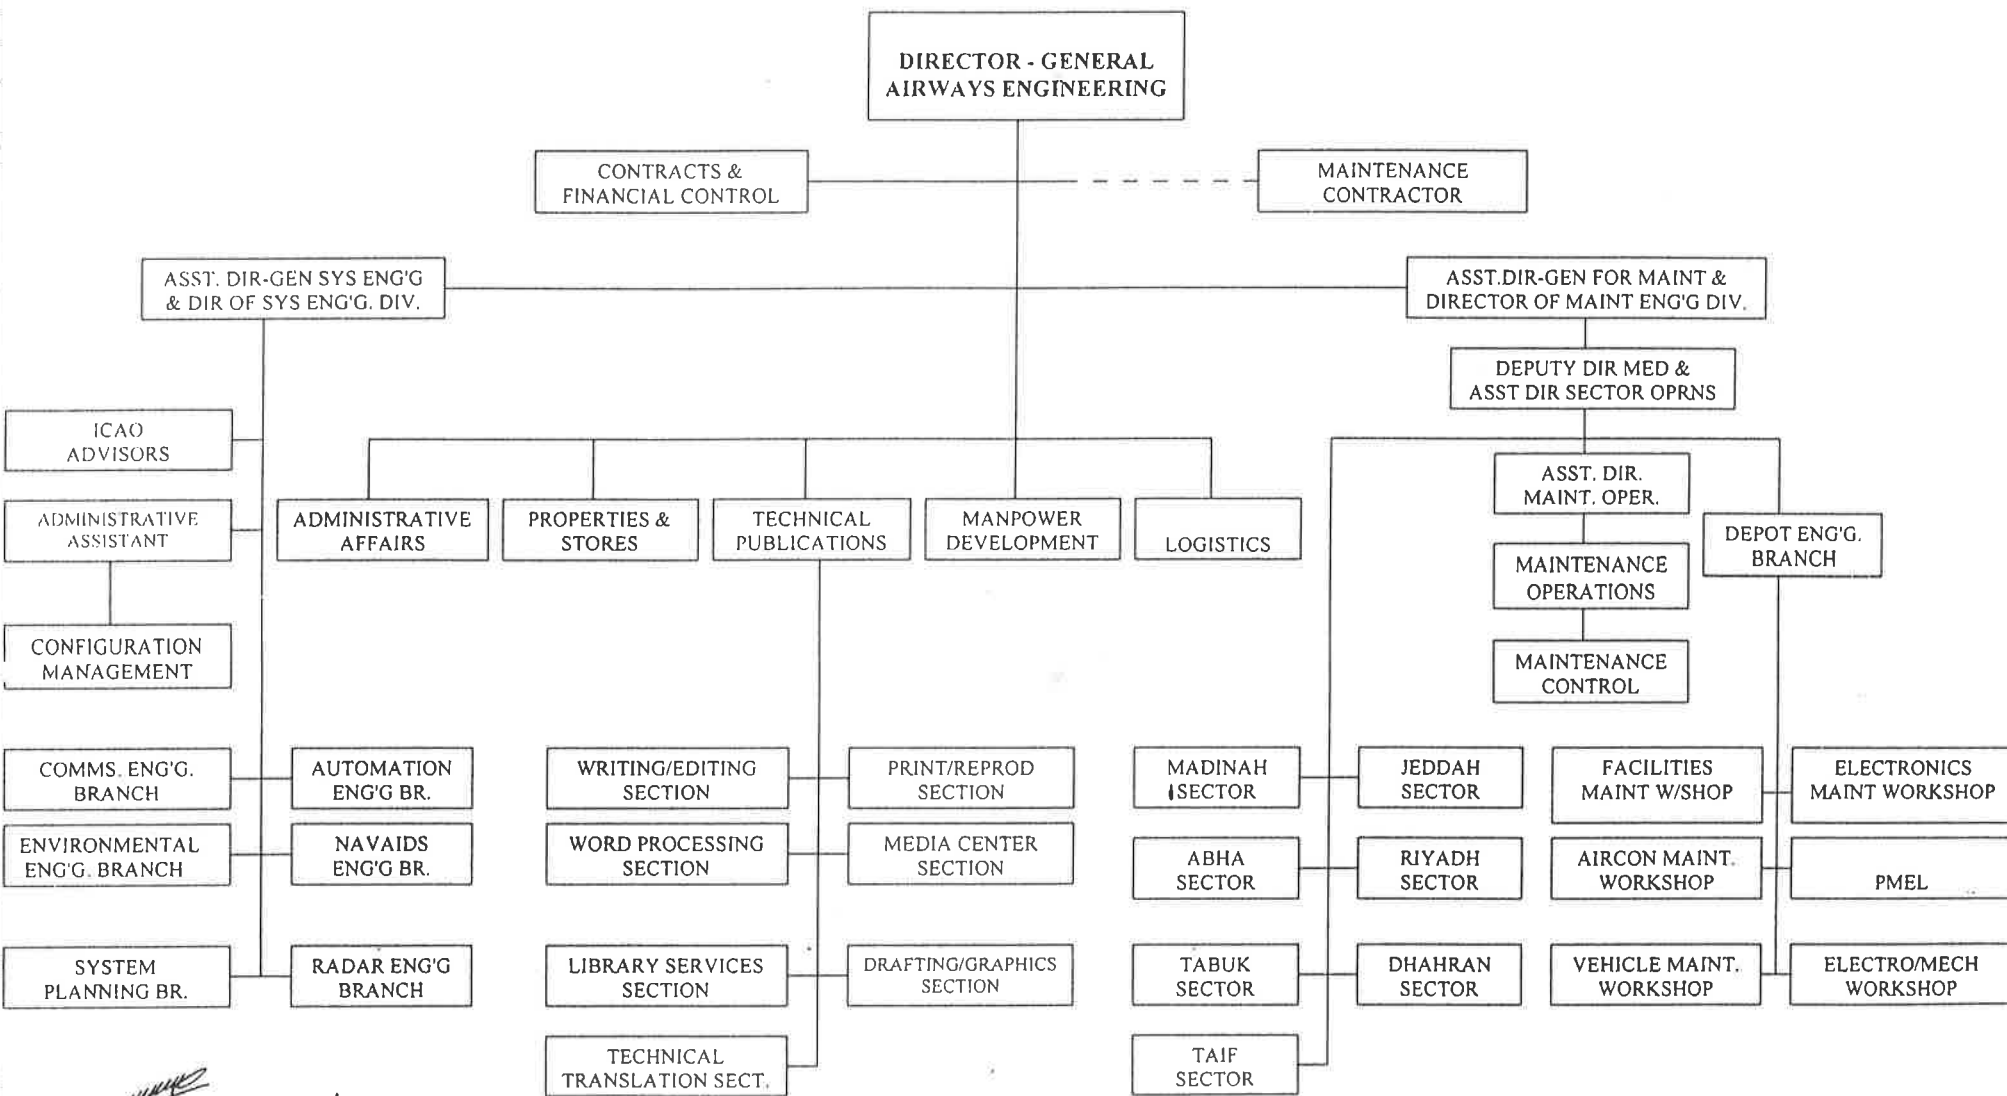 DIRECTOR - GENERAL
AIRWAYS ENGINEERING
CONTRACTS &
FINANCIAL CONTROL
MAINTENANCE
CONTRACTOR
ASST. DIR-GEN SYS ENG'G
& DIR OF SYS ENG'G. DIV.
ASST.DIR-GEN FOR MAINT &
DIRECTOR OF MAINT ENG'G DIV.
DEPUTY DIR MED &
ASST DIR SECTOR OPRNS
ICAO
ADVISORS
ADMINISTRATIVE
ASSISTANT
CONFIGURATION
MANAGEMENT
ADMINISTRATIVE
AFFAIRS
PROPERTIES &
STORES
TECHNICAL
PUBLICATIONS
MANPOWER
DEVELOPMENT
LOGISTICS
ASST. DIR.
MAINT. OPER.
MAINTENANCE
OPERATIONS
MAINTENANCE
CONTROL
DEPOT ENG'G.
BRANCH
COMMS. ENG'G.
BRANCH
AUTOMATION
ENG'G BR.
ENVIRONMENTAL
ENG'G. BRANCH
NAVAIDS
ENG'G BR.
SYSTEM
PLANNING BR.
RADAR ENG'G
BRANCH
WRITING/EDITING
SECTION
PRINT/REPROD
SECTION
WORD PROCESSING
SECTION
MEDIA CENTER
SECTION
LIBRARY SERVICES
SECTION
DRAFTING/GRAPHICS
SECTION
TECHNICAL
TRANSLATION SECT.
MADINAH
SECTOR
JEDDAH
SECTOR
ABHA
SECTOR
RIYADH
SECTOR
TABUK
SECTOR
DHAHRAN
SECTOR
TAIF
SECTOR
FACILITIES
MAINT W/SHOP
ELECTRONICS
MAINT WORKSHOP
AIRCON MAINT.
WORKSHOP
PMEL
VEHICLE MAINT.
WORKSHOP
ELECTRO/MECH
WORKSHOP